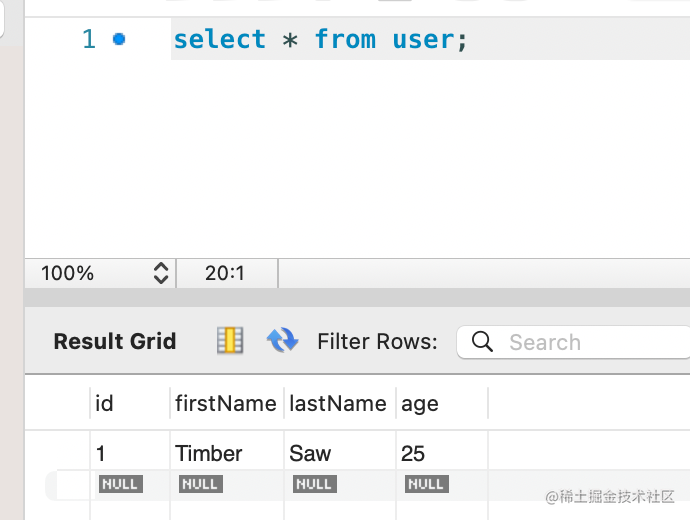 1 select * from user;
100% 20:1
Result Grid Filter Rows: Search
id firstName lastName age
1 Timber Saw 25
NULL NULL NULL NULL
@稀土掘金技术社区